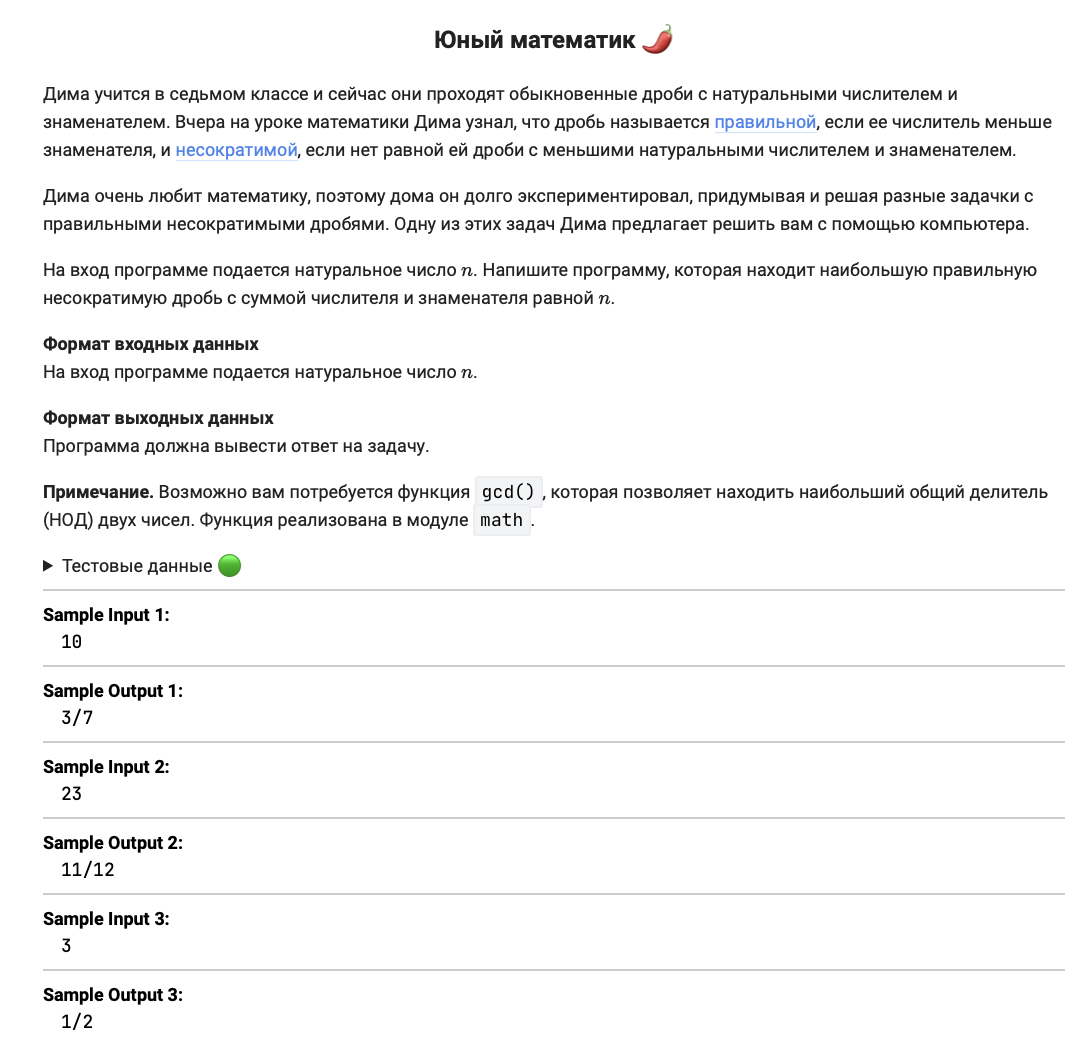 Юный математик 🌶️
Дима учится в седьмом классе и сейчас они проходят обыкновенные дроби с натуральными числителем и
знаменателем. Вчера на уроке математики Дима узнал, что дробь называется правильной, если ее числитель меньше
знаменателя, и несократимой, если нет равной ей дроби с меньшими натуральными числителем и знаменателем.
Дима очень любит математику, поэтому дома он долго экспериментировал, придумывая и решая разные задачки с
правильными несократимыми дробями. Одну из этих задач Дима предлагает решить вам с помощью компьютера.
На вход программе подается натуральное число n. Напишите программу, которая находит наибольшую правильную
несократимую дробь с суммой числителя и знаменателя равной n.
Формат входных данных
На вход программе подается натуральное число n.
Формат выходных данных
Программа должна вывести ответ на задачу.
Примечание. Возможно вам потребуется функция gcd(), которая позволяет находить наибольший общий делитель
(НОД) двух чисел. Функция реализована в модуле math.
Тестовые данные
Sample Input 1:
10
Sample Output 1:
3/7
Sample Input 2:
23
Sample Output 2:
11/12
Sample Input 3:
3
Sample Output 3:
1/2